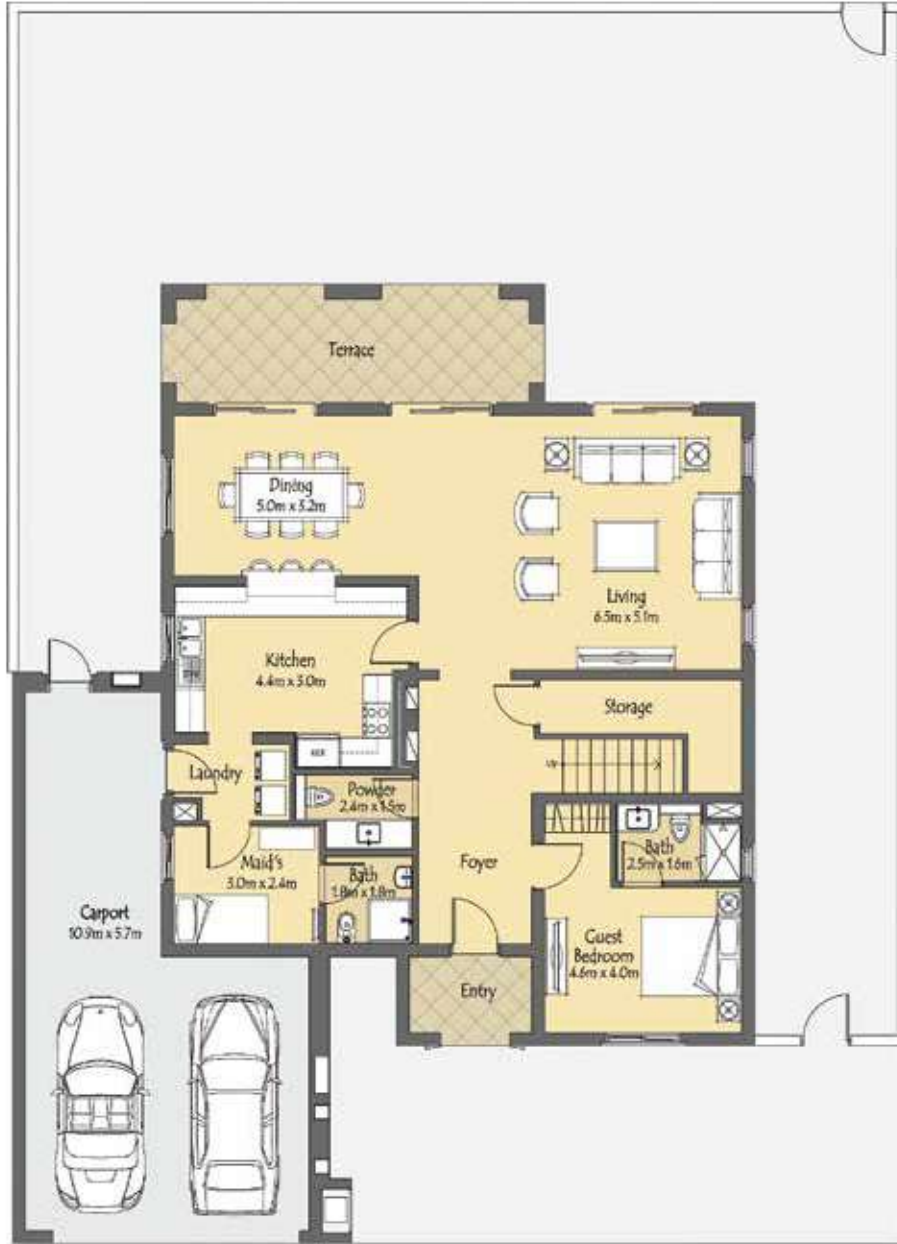 Terrace
Dining
5.0m x 3.2m
Living
6.5m x 5.1m
Kitchen
4.4m x 3.0m
Storage
UP
Laundry
Powder
2.4m x 1.5m
Maid's
3.0m x 2.4m
Bath
1.8m x 1.8m
Foyer
Bath
2.5m x 1.6m
Carport
10.9m x 5.7m
Guest
Bedroom
4.6m x 4.0m
Entry